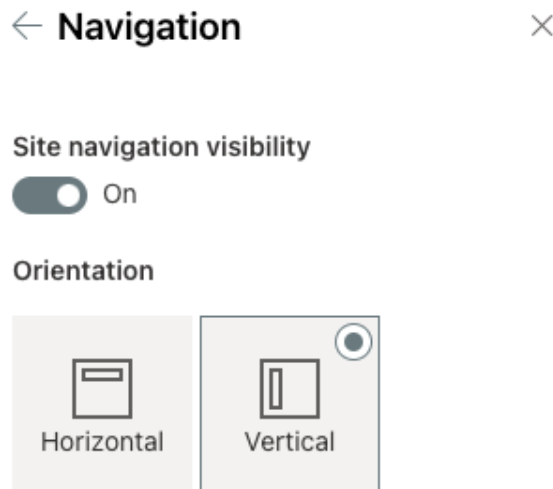 Navigation
Site navigation visibility
On
Orientation
Horizontal
Vertical